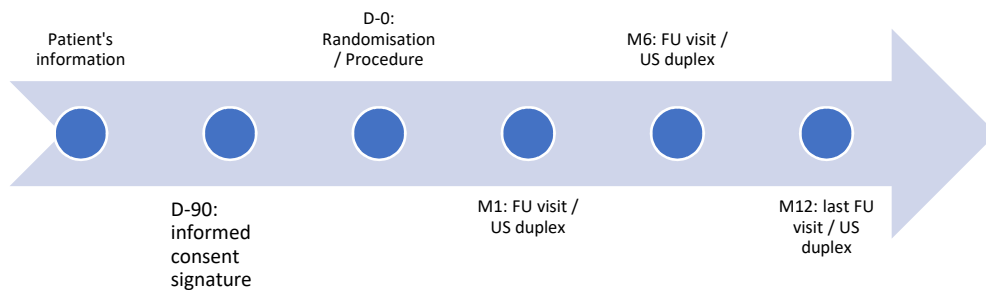 Patient's
information
D-90:
informed
consent
signature
D-0:
Randomisation
/ Procedure
M1: FU visit /
US duplex
M6: FU visit /
US duplex
M12: last FU
visit / US
duplex